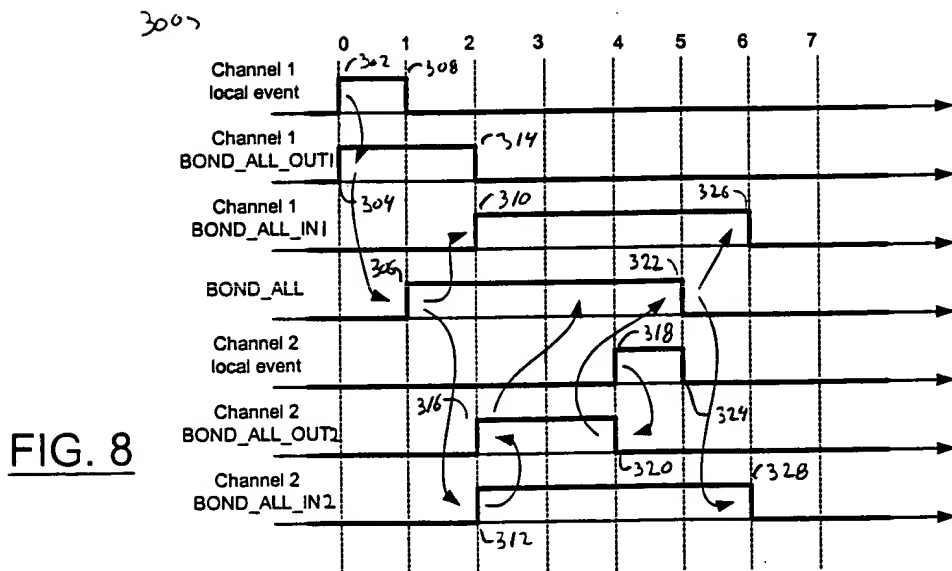 300
0 1 2 3 4 5 6 7
302 308
Channel 1
local event
Channel 1
BOND_ALL_OUT1
314
304
Channel 1
BOND_ALL_IN1
310 326
BOND_ALL
306 322
Channel 2
local event
318
324
Channel 2
BOND_ALL_OUT2
316
320
Channel 2
BOND_ALL_IN2
328
312
FIG. 8